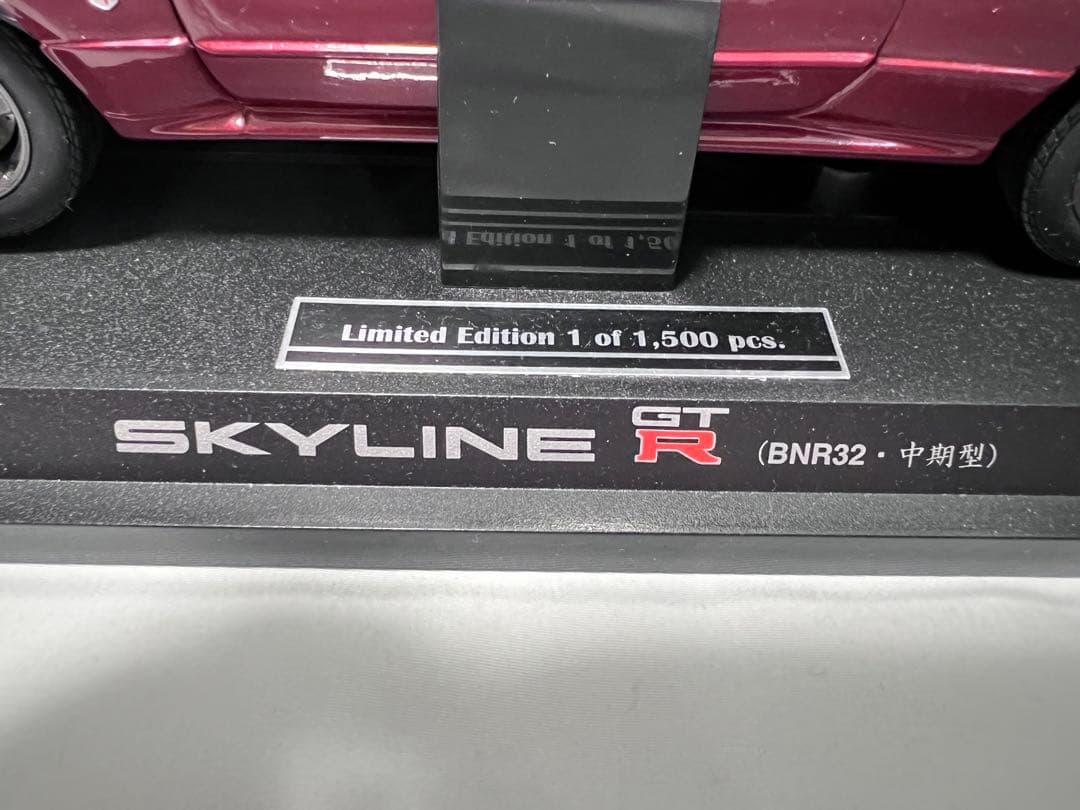 Limited Edition 1 of 1,500 pcs.
SKYLINE GT R (BNR32・中期型)